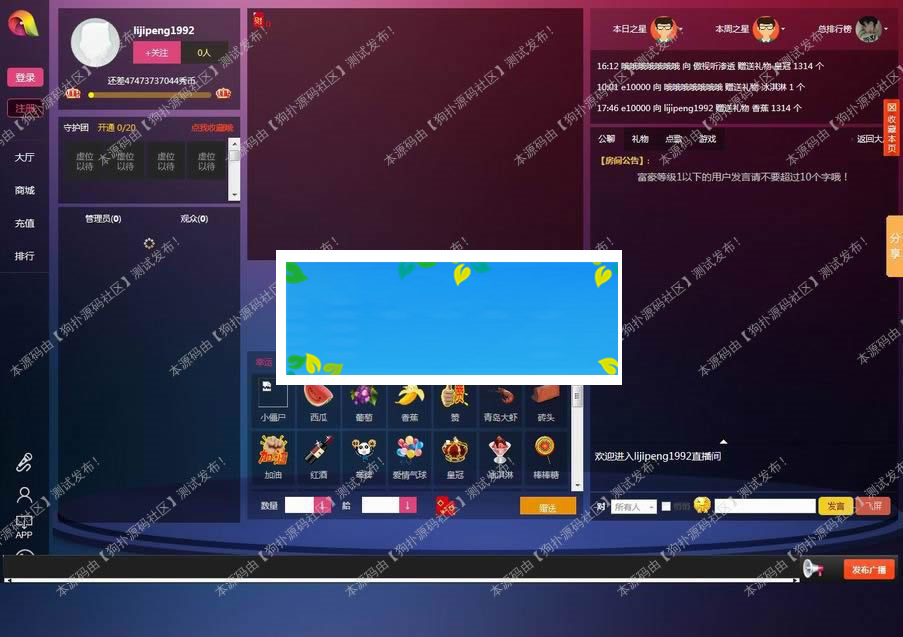 登录
注册
大厅
商城
充值
排行
APP
lijipeng1992
+关注
0人
还差47473737044秀币
守护团 开通 0/20 点我收藏哦
虚位以待 虚位以待 虚位以待 虚位以待
管理员(0) 观众(0)
财 0
幸运
小僵尸 西瓜 葡萄 香蕉 赞 青岛大虾 砖头
加油 红酒 爱情气球 皇冠 冰淇淋 棒棒糖
数量 给 赠送
本日之星 本周之星 总排行榜
16:12 哦哦哦哦哦哦哦 向 傲视听渗透 赠送礼物 皇冠 1314 个
10:01 e10000 向 哦哦哦哦哦哦哦 赠送礼物 冰淇淋 1 个
17:46 e10000 向 lijipeng1992 赠送礼物 香蕉 1314 个
公聊 礼物 点歌 游戏 返回大
【房间公告】:
富豪等级1以下的用户发言请不要超过10个字哦！
欢迎进入lijipeng1992直播间
对 所有人 悄悄 发言 飞屏
发布广播
收藏本页
分享
本源码由【狗扑源码社区】测试发布！